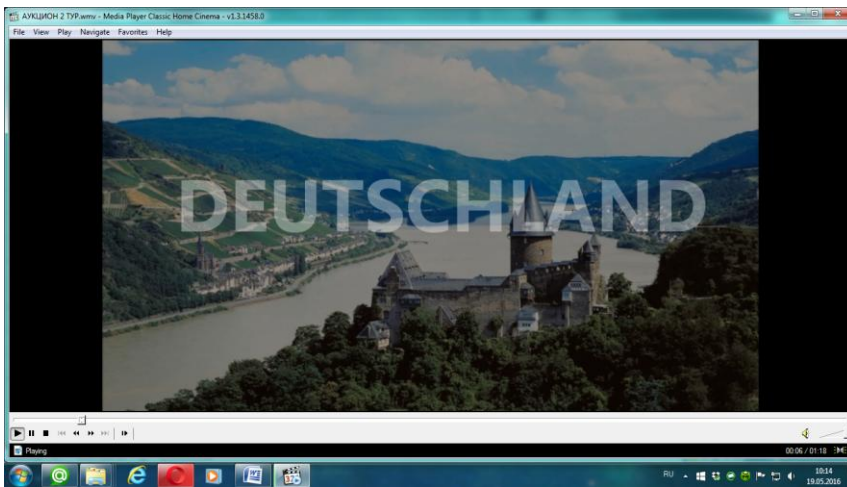 АУКЦИОН 2 ТУР.wmv - Media Player Classic Home Cinema - v1.3.1458.0
File View Play Navigate Favorites Help
DEUTSCHLAND
Playing
00:06 / 01:18
RU
10:14
19.05.2016